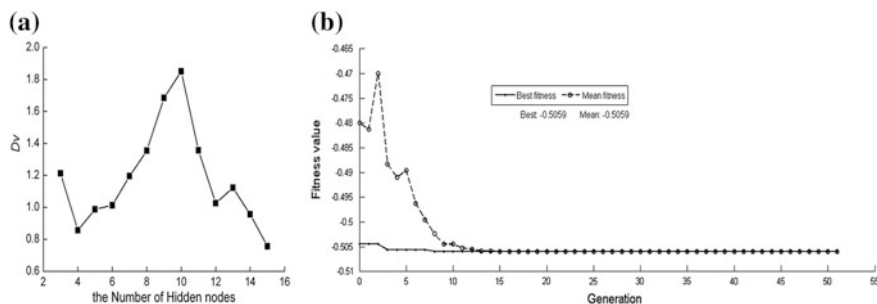 (a)
2.0
1.8
1.6
1.4
1.2
1.0
0.8
0.6
Dv
2 4 6 8 10 12 14 16
the Number of Hidden nodes
(b)
-0.465
-0.47
-0.475
-0.48
-0.485
-0.49
-0.495
-0.5
-0.505
-0.51
Fitness value
Best fitness Mean fitness
Best: -0.5059 Mean: -0.5059
0 5 10 15 20 25 30 35 40 45 50 55
Generation